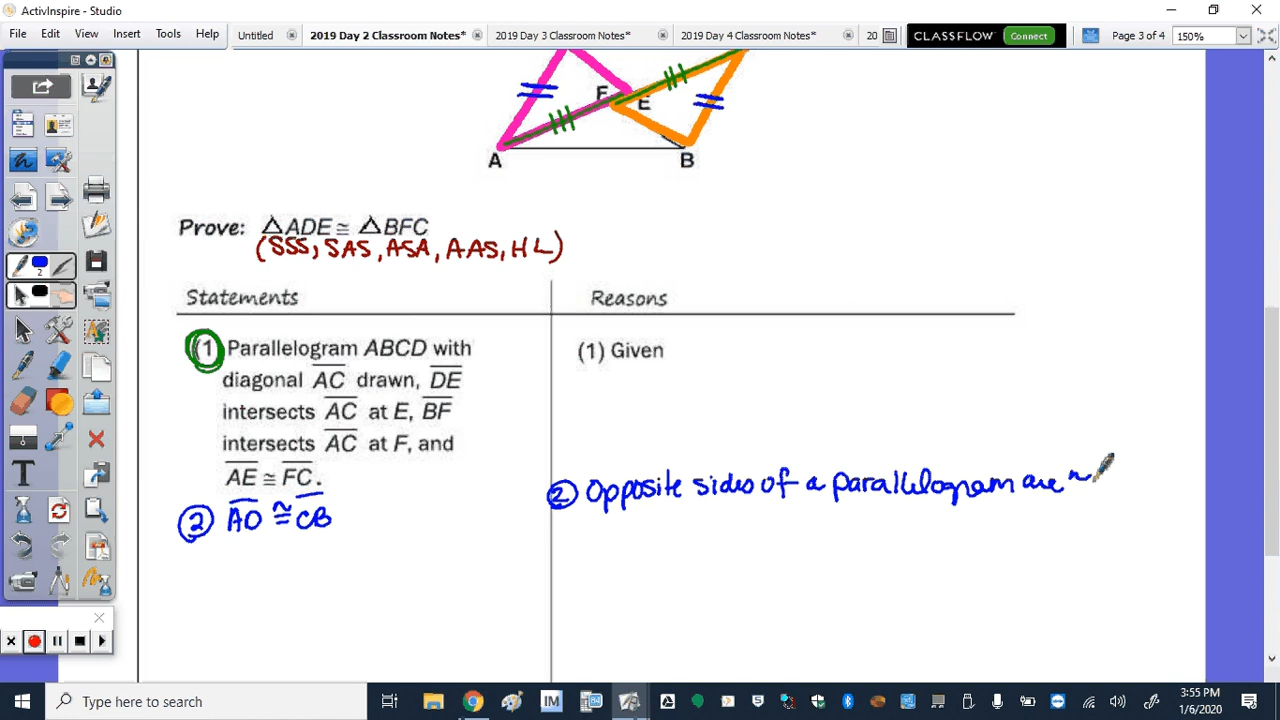 ActivInspire - Studio
File Edit View Insert Tools Help Untitled 2019 Day 2 Classroom Notes* 2019 Day 3 Classroom Notes* 2019 Day 4 Classroom Notes* 20 CLASSFLOW Connect Page 3 of 4 150%
F E
A B
2
Prove: △ADE ≅ △BFC
(SSS, SAS, ASA, AAS, HL)
Statements Reasons
(1) Parallelogram ABCD with (1) Given
diagonal AC drawn, DE
intersects AC at E, BF
intersects AC at F, and
AE ≅ FC.
② Opposite sides of a parallelogram are ~
② AD ≅ CB
T
Type here to search
IM
3:55 PM
1/6/2020